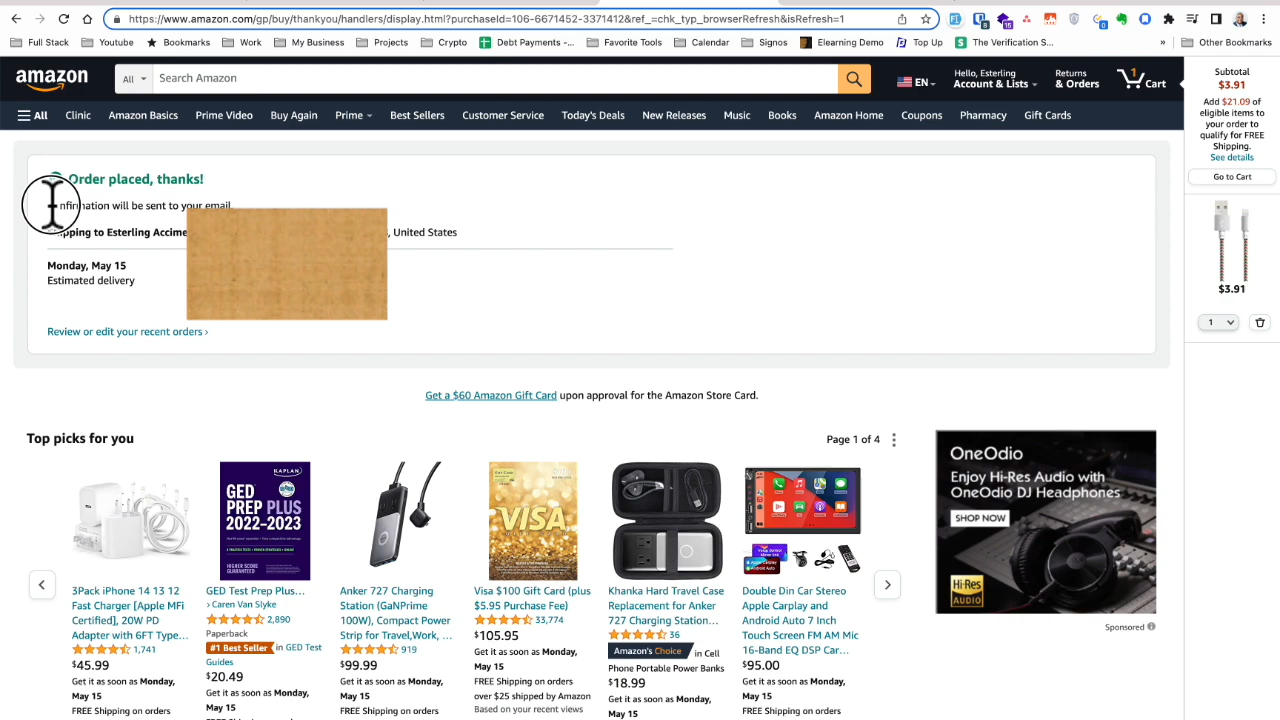 https://www.amazon.com/gp/buy/thankyou/handlers/display.html?purchaseId=106-6671452-3371412&ref_=chk_typ_browserRefresh&isRefresh=1
Full Stack Youtube Bookmarks Work My Business Projects Crypto Debt Payments -... Favorite Tools Calendar Signos Elearning Demo Top Up The Verification S... » Other Bookmarks
amazon
All
Search Amazon
EN
Hello, Esterling
Account & Lists
Returns
& Orders
1
Cart
All Clinic Amazon Basics Prime Video Buy Again Prime Best Sellers Customer Service Today's Deals New Releases Music Books Amazon Home Coupons Pharmacy Gift Cards
Subtotal
$3.91
Add $21.09 of
eligible items to
your order to
qualify for FREE
Shipping.
See details
Go to Cart
$3.91
1
Order placed, thanks!
nfirmation will be sent to your email.
pping to Esterling Accime , United States
Monday, May 15
Estimated delivery
Review or edit your recent orders ›
Get a $60 Amazon Gift Card upon approval for the Amazon Store Card.
Top picks for you
Page 1 of 4
3Pack iPhone 14 13 12
Fast Charger [Apple MFi
Certified], 20W PD
Adapter with 6FT Type...
1,741
$45.99
Get it as soon as Monday,
May 15
FREE Shipping on orders
KAPLAN
GED
PREP PLUS
2022-2023
GED Test Prep Plus...
› Caren Van Slyke
2,890
Paperback
#1 Best Seller in GED Test
Guides
$20.49
Get it as soon as Monday,
May 15
Anker 727 Charging
Station (GaNPrime
100W), Compact Power
Strip for Travel,Work, ...
919
$99.99
Get it as soon as Monday,
May 15
FREE Shipping on orders
VISA
Visa $100 Gift Card (plus
$5.95 Purchase Fee)
33,774
$105.95
Get it as soon as Monday,
May 15
FREE Shipping on orders
over $25 shipped by Amazon
Based on your recent views
Khanka Hard Travel Case
Replacement for Anker
727 Charging Station...
36
Amazon's Choice in Cell
Phone Portable Power Banks
$18.99
Get it as soon as Monday,
May 15
Double Din Car Stereo
Apple Carplay and
Android Auto 7 Inch
Touch Screen FM AM Mic
16-Band EQ DSP Car...
$95.00
Get it as soon as Monday,
May 15
FREE Shipping on orders
OneOdio
Enjoy Hi-Res Audio with
OneOdio DJ Headphones
SHOP NOW
Hi-Res
AUDIO
Sponsored